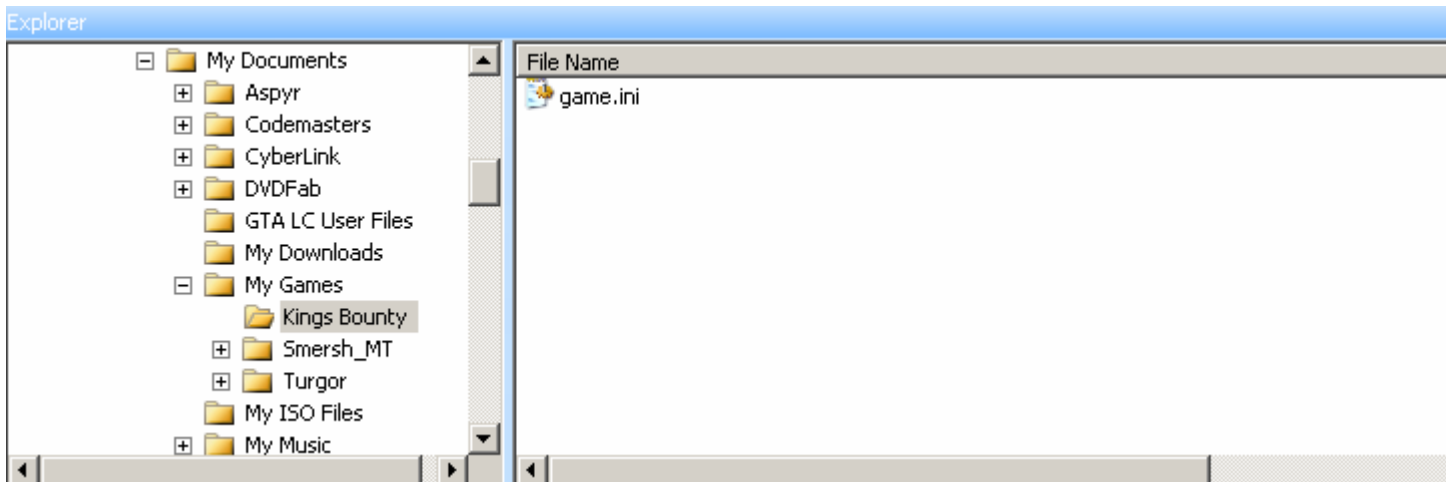 Explorer
My Documents
Aspyr
Codemasters
CyberLink
DVDFab
GTA LC User Files
My Downloads
My Games
Kings Bounty
Smersh_MT
Turgor
My ISO Files
My Music
File Name
game.ini